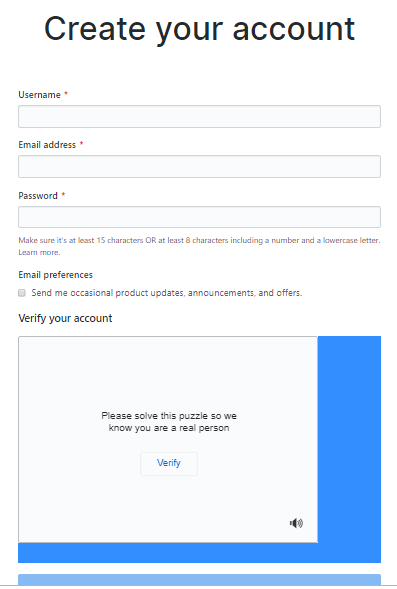 Create your account
Username *
Email address *
Password *
Make sure it's at least 15 characters OR at least 8 characters including a number and a lowercase letter.
Learn more.
Email preferences
Send me occasional product updates, announcements, and offers.
Verify your account
Please solve this puzzle so we
know you are a real person
Verify